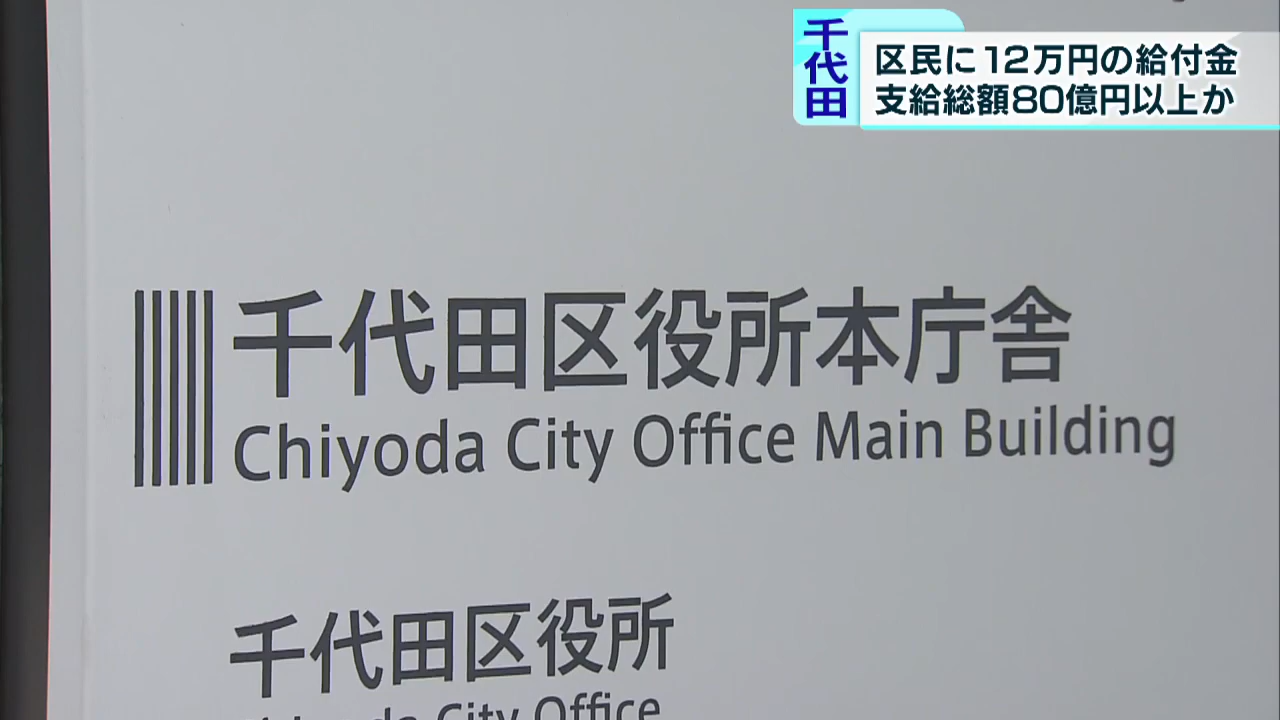 千代田
区民に12万円の給付金
支給総額80億円以上か
千代田区役所本庁舎
Chiyoda City Office Main Building
千代田区役所
City Office